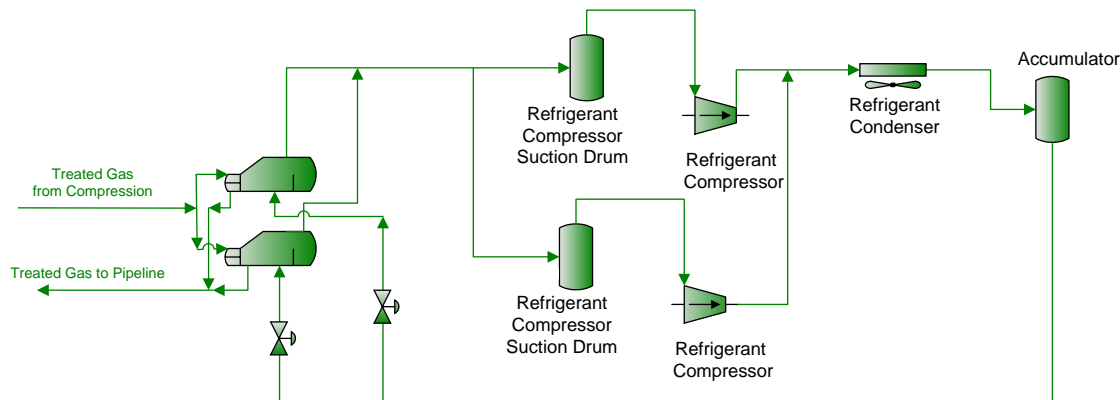 Accumulator
Refrigerant
Compressor
Suction Drum
Refrigerant
Condenser
Refrigerant
Compressor
Treated Gas
from Compression
Treated Gas to Pipeline
Refrigerant
Compressor
Suction Drum
Refrigerant
Compressor